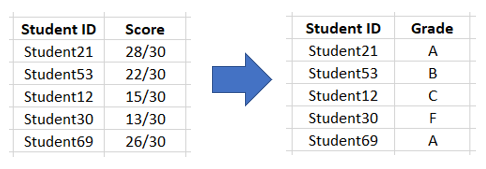 Student ID Score
Student21 28/30
Student53 22/30
Student12 15/30
Student30 13/30
Student69 26/30
Student ID Grade
Student21 A
Student53 B
Student12 C
Student30 F
Student69 A